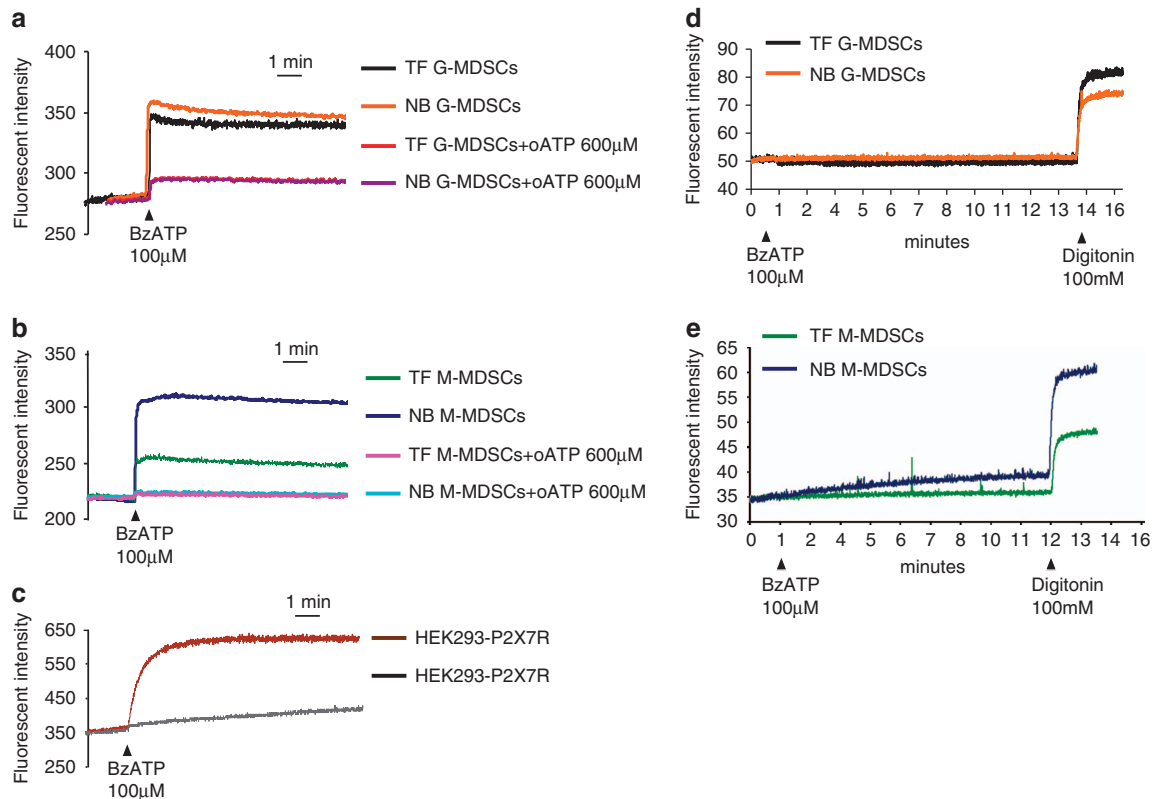 a
Fluorescent intensity
400
350
300
250
1 min
BzATP
100μM
TF G-MDSCs
NB G-MDSCs
TF G-MDSCs+oATP 600μM
NB G-MDSCs+oATP 600μM
b
Fluorescent intensity
350
300
250
200
1 min
BzATP
100μM
TF M-MDSCs
NB M-MDSCs
TF M-MDSCs+oATP 600μM
NB M-MDSCs+oATP 600μM
c
Fluorescent intensity
650
550
450
350
250
1 min
BzATP
100μM
HEK293-P2X7R
HEK293-P2X7R
d
Fluorescent intensity
TF G-MDSCs
NB G-MDSCs
90
80
70
60
50
40
0 1 2 3 4 5 6 7 8 9 10 11 12 13 14 15 16
minutes
BzATP
100μM
Digitonin
100mM
e
Fluorescent intensity
TF M-MDSCs
NB M-MDSCs
65
60
55
50
45
40
35
30
0 1 2 3 4 5 6 7 8 9 10 11 12 13 14 15 16
minutes
BzATP
100μM
Digitonin
100mM